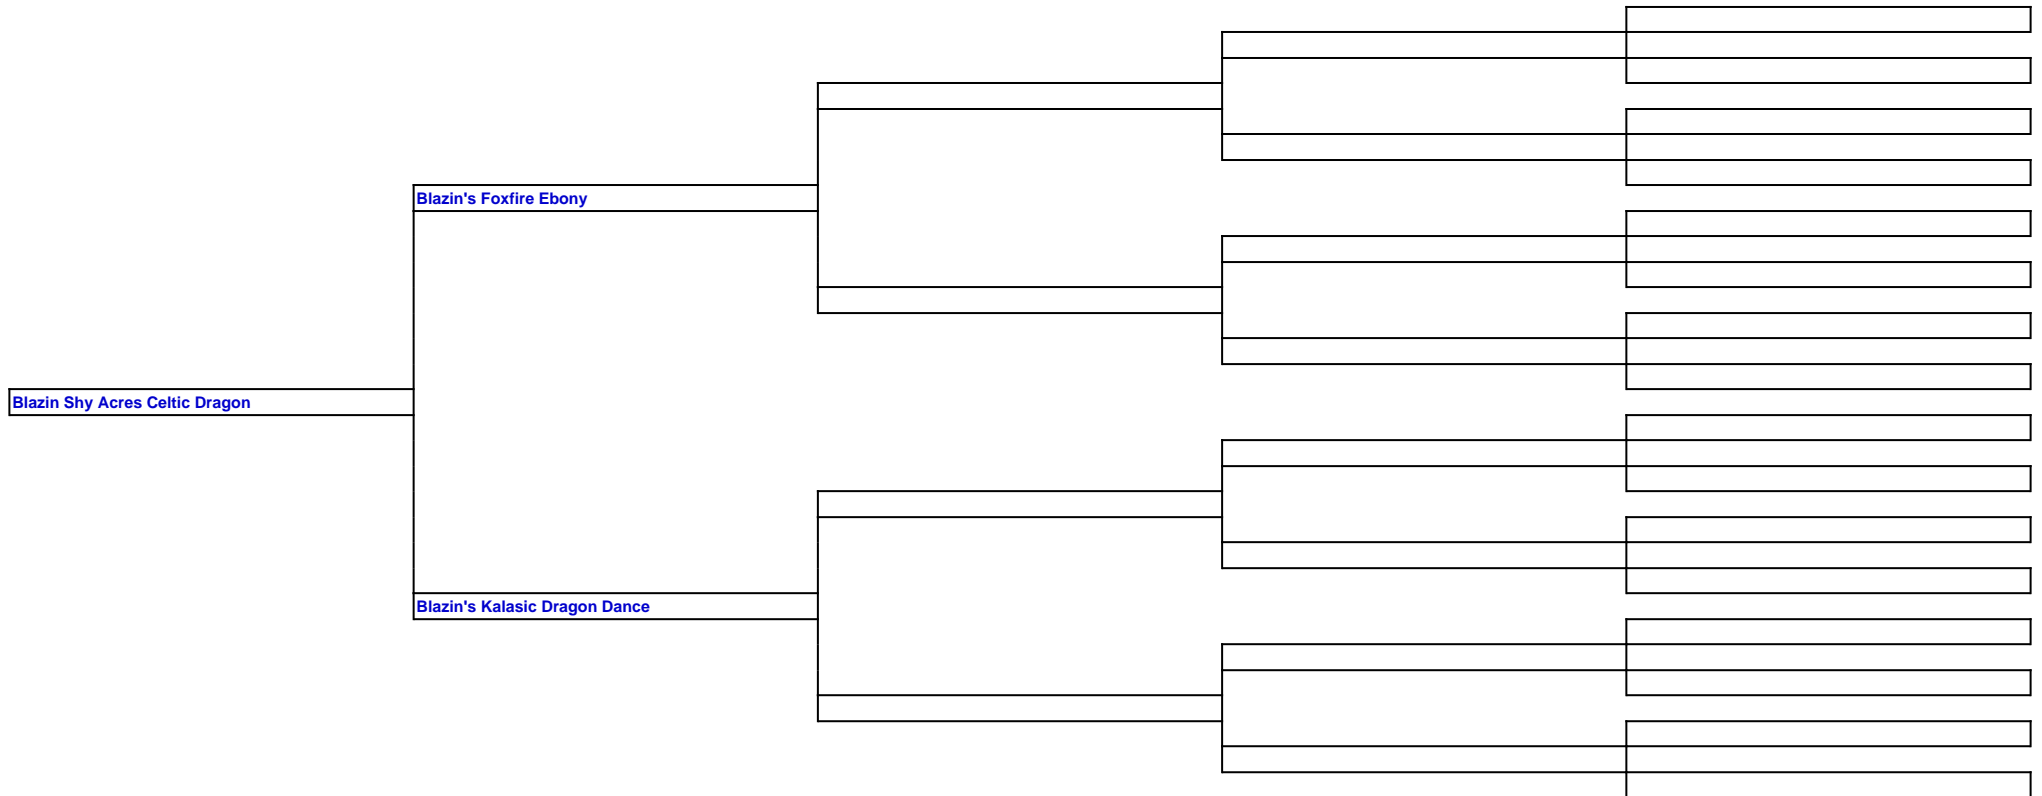 Blazin's Foxfire Ebony
Blazin Shy Acres Celtic Dragon
Blazin's Kalasic Dragon Dance